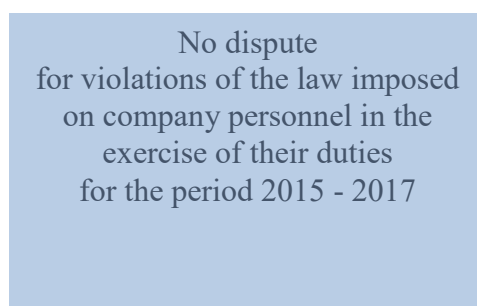 No dispute
for violations of the law imposed
on company personnel in the
exercise of their duties
for the period 2015 - 2017